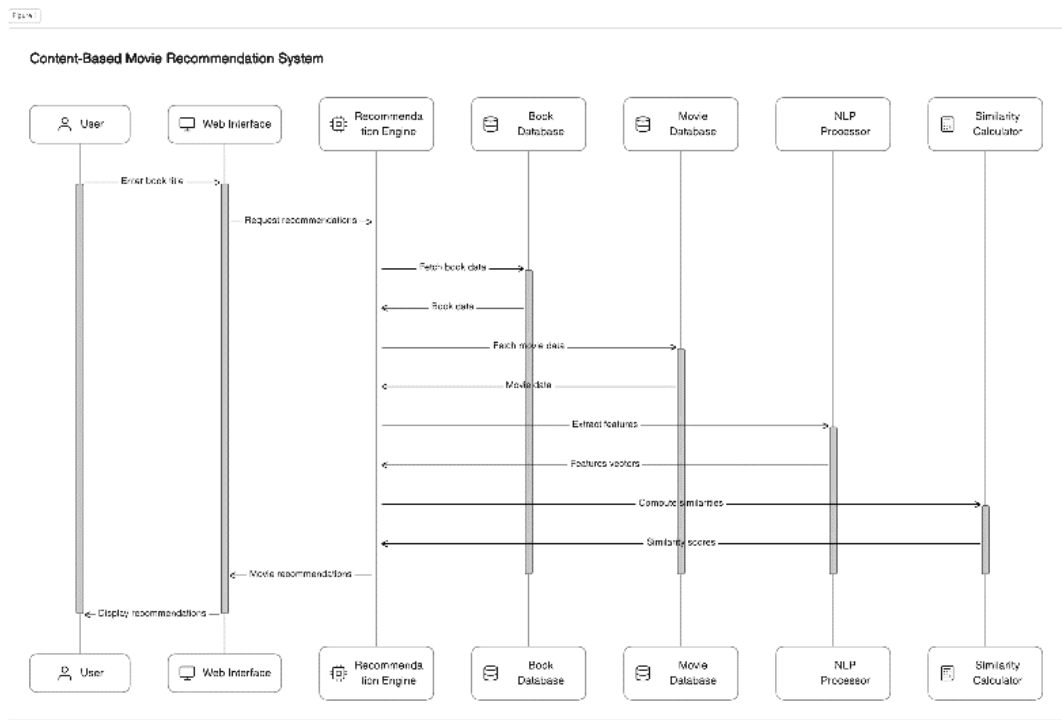 Figure 1
Content-Based Movie Recommendation System
User
Web Interface
Recommenda
tion Engine
Book
Database
Movie
Database
NLP
Processor
Similarity
Calculator
Enter book title
Request recommendations
Fetch book data
Book data
Fetch movie data
Movie data
Extract features
Features vectors
Compute similarities
Similarity scores
Movie recommendations
Display recommendations
User
Web Interface
Recommenda
tion Engine
Book
Database
Movie
Database
NLP
Processor
Similarity
Calculator